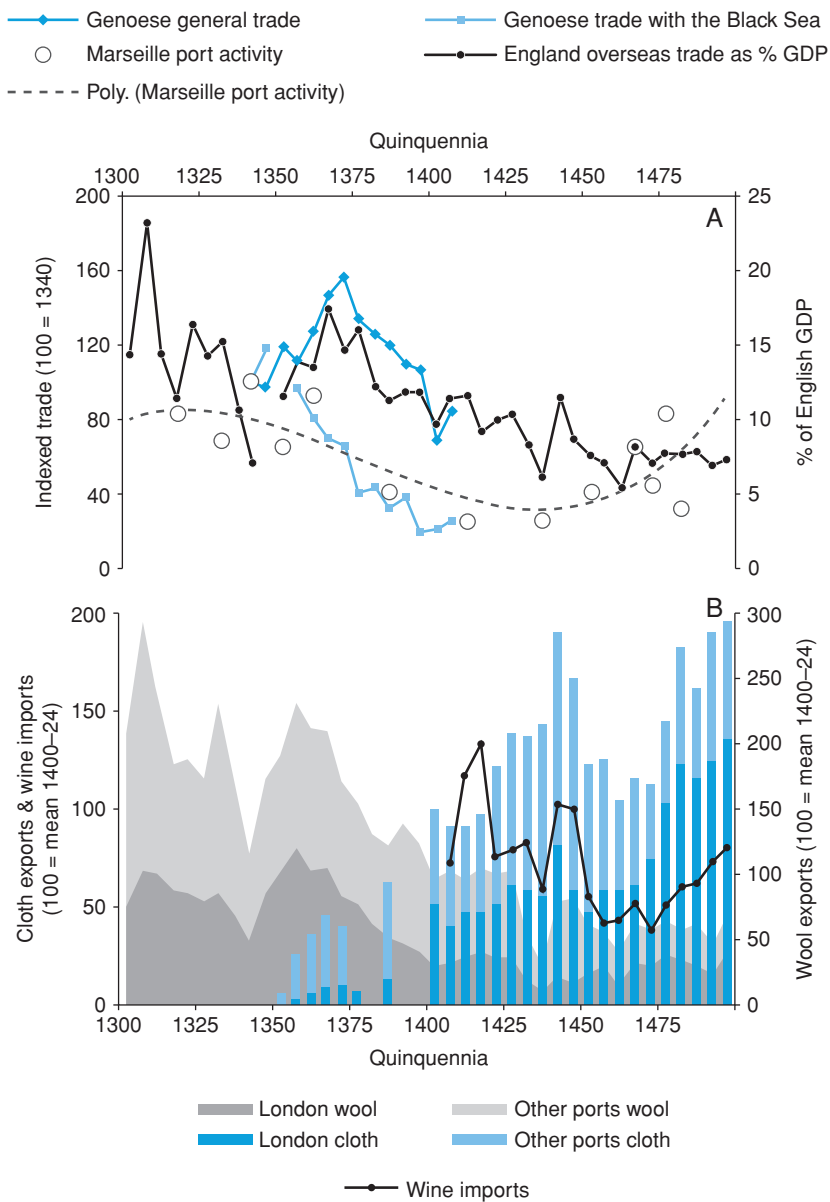 Genoese general trade
Genoese trade with the Black Sea
Marseille port activity
England overseas trade as % GDP
Poly. (Marseille port activity)
Quinquennia
1300 1325 1350 1375 1400 1425 1450 1475
A
200
160
120
80
40
0
Indexed trade (100 = 1340)
25
20
15
10
5
0
% of English GDP
B
200
150
100
50
0
Cloth exports & wine imports
(100 = mean 1400–24)
300
250
200
150
100
50
0
Wool exports (100 = mean 1400–24)
1300 1325 1350 1375 1400 1425 1450 1475
Quinquennia
London wool
Other ports wool
London cloth
Other ports cloth
Wine imports